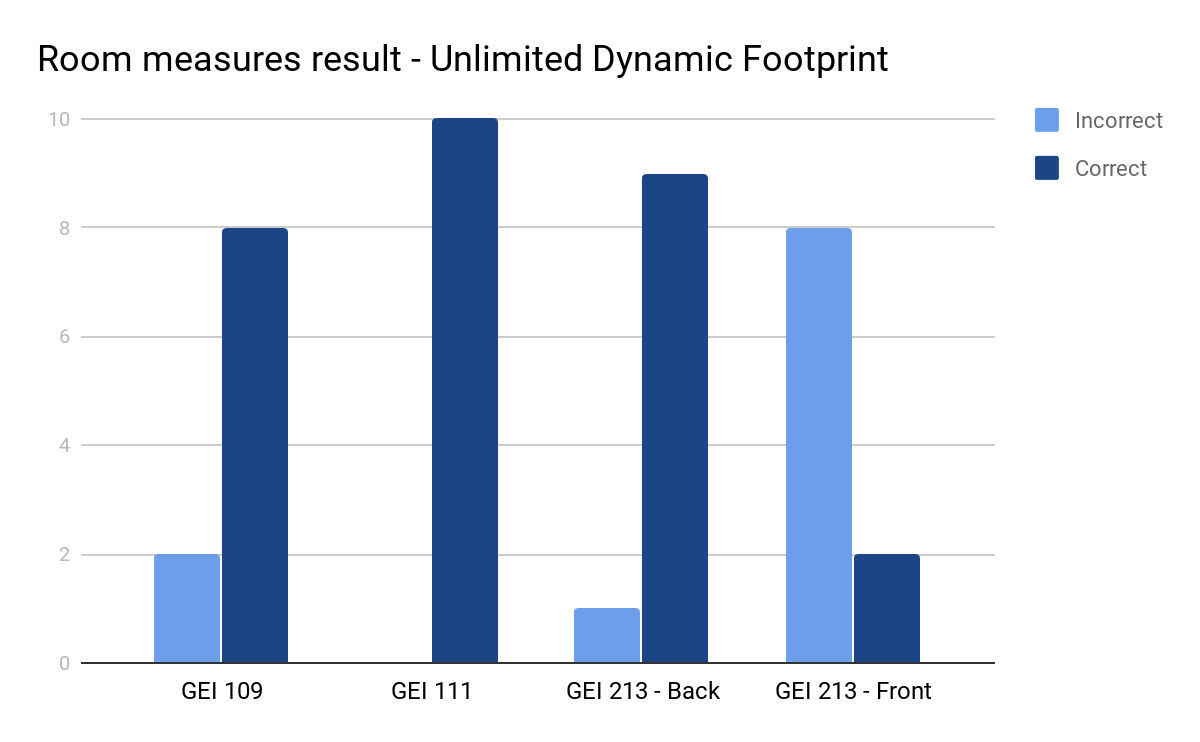 Room measures result - Unlimited Dynamic Footprint
Incorrect
Correct
10
8
6
4
2
0
GEI 109
GEI 111
GEI 213 - Back
GEI 213 - Front